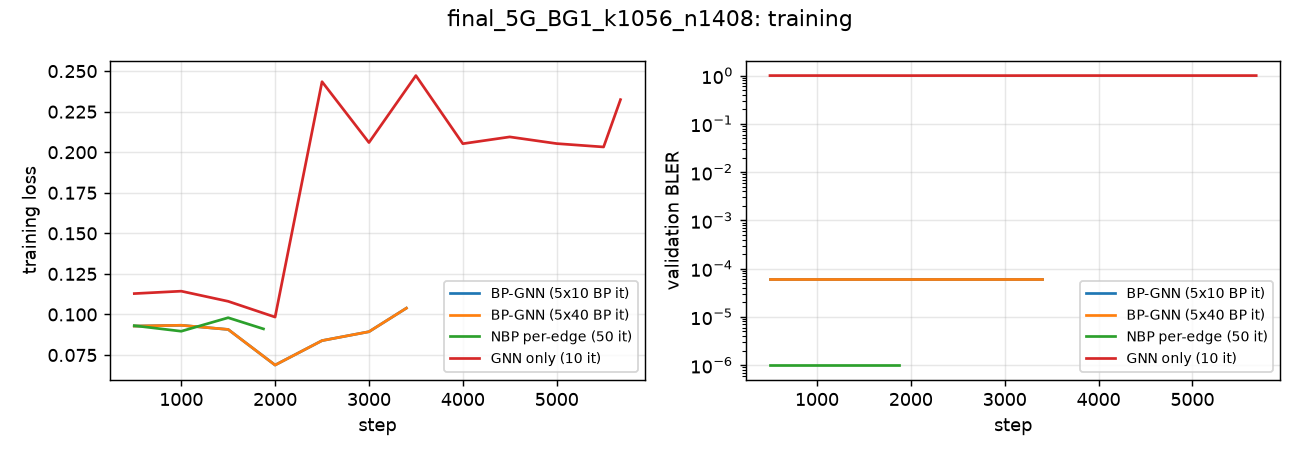 final_5G_BG1_k1056_n1408: training
0.250
0.225
0.200
0.175
0.150
0.125
0.100
0.075
training loss
1000 2000 3000 4000 5000
step
BP-GNN (5x10 BP it)
BP-GNN (5x40 BP it)
NBP per-edge (50 it)
GNN only (10 it)
10⁰
10⁻¹
10⁻²
10⁻³
10⁻⁴
10⁻⁵
10⁻⁶
validation BLER
1000 2000 3000 4000 5000
step
BP-GNN (5x10 BP it)
BP-GNN (5x40 BP it)
NBP per-edge (50 it)
GNN only (10 it)